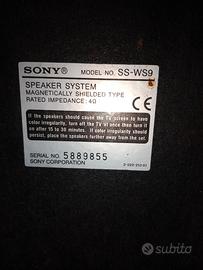 SONY® MODEL NO. SS-WS9
SPEAKER SYSTEM
MAGNETICALLY SHIELDED TYPE
RATED IMPEDANCE: 4Ω
CE
If the speakers should cause the TV screen to have
color irregularity, turn off the TV at once then turn it
on after 15 to 30 minutes. If color irregularity should
persist, place the speakers further away from the set.
SERIAL NO. 5889855
SONY CORPORATION
subito